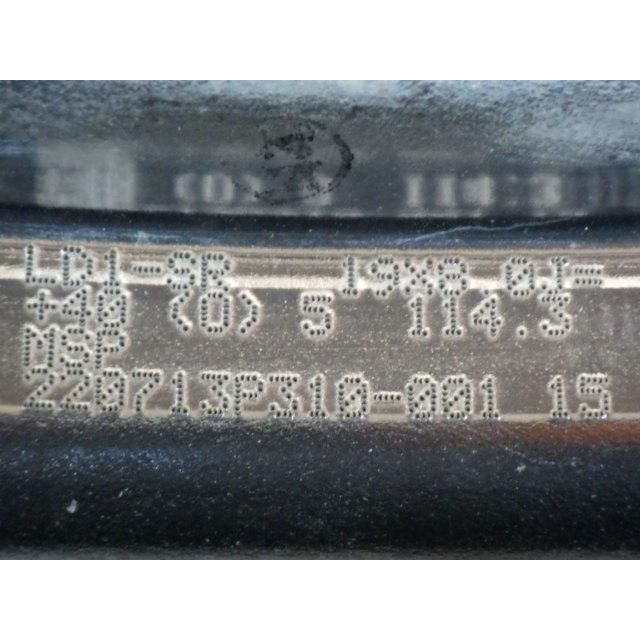 LD1-9R 19X8.0J=
+40 (0) 5 114.3
MSP
220713P310-001 15